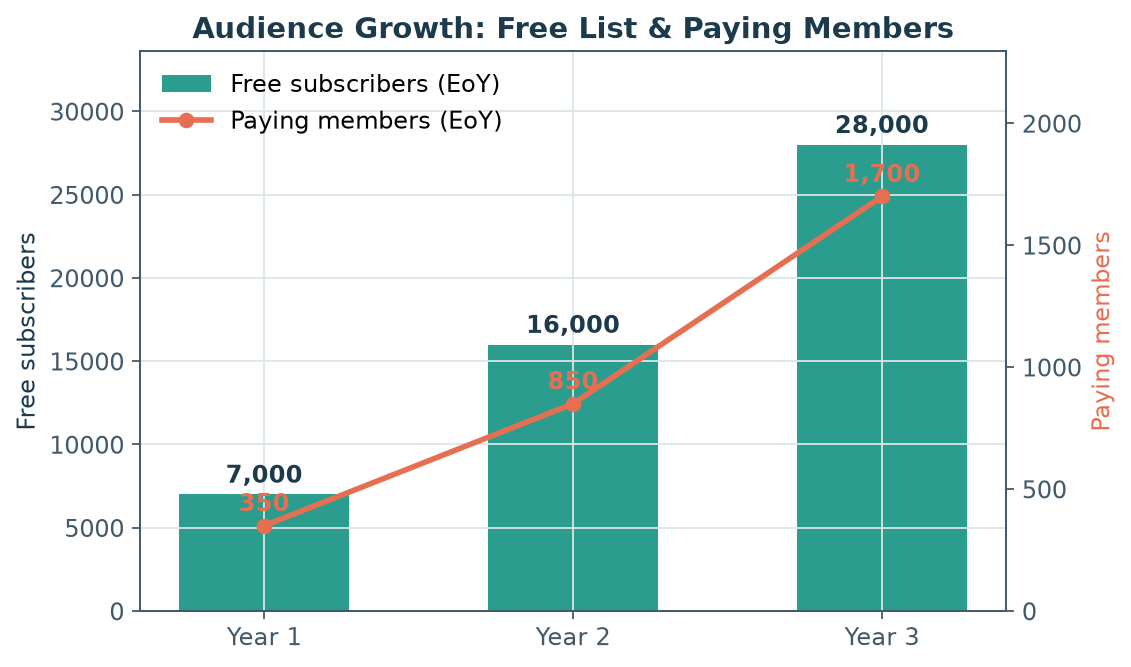 Audience Growth: Free List & Paying Members
Free subscribers (EoY)
Paying members (EoY)
Free subscribers
30000
25000
20000
15000
10000
5000
0
7,000
350
16,000
850
28,000
1,700
2000
1500
1000
500
0
Paying members
Year 1
Year 2
Year 3